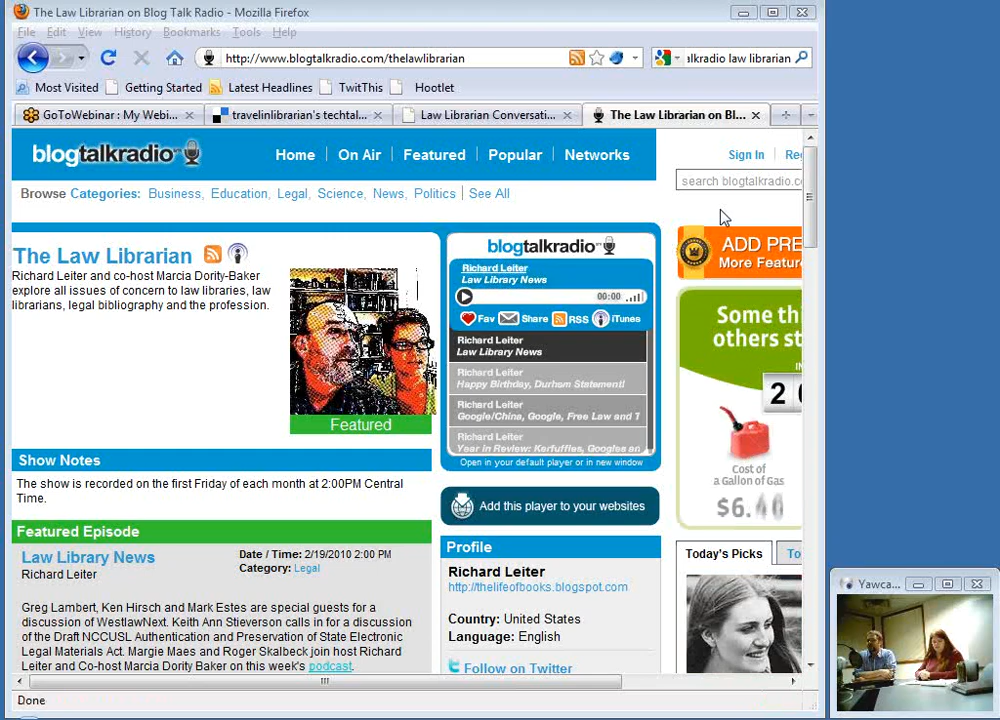 The Law Librarian on Blog Talk Radio - Mozilla Firefox
File Edit View History Bookmarks Tools Help
http://www.blogtalkradio.com/thelawlibrarian
alkradio law librarian
Most Visited Getting Started Latest Headlines TwitThis Hootlet
GoToWebinar : My Webi... travelinlibrarian's techtal... Law Librarian Conversati... The Law Librarian on Bl...
blogtalkradio Home On Air Featured Popular Networks
Sign In Re
Browse Categories: Business, Education, Legal, Science, News, Politics See All
search blogtalkradio.c
The Law Librarian
Richard Leiter and co-host Marcia Dority-Baker
explore all issues of concern to law libraries, law
librarians, legal bibliography and the profession.
Featured
Show Notes
The show is recorded on the first Friday of each month at 2:00PM Central
Time.
Featured Episode
Law Library News
Richard Leiter
Date / Time: 2/19/2010 2:00 PM
Category: Legal
Greg Lambert, Ken Hirsch and Mark Estes are special guests for a
discussion of WestlawNext. Keith Ann Stieverson calls in for a discussion
of the Draft NCCUSL Authentication and Preservation of State Electronic
Legal Materials Act. Margie Maes and Roger Skalbeck join host Richard
Leiter and Co-host Marcia Dority Baker on this week's podcast.
blogtalkradio
Richard Leiter
Law Library News
00:00
Fav Share RSS iTunes
Richard Leiter
Law Library News
Richard Leiter
Happy Birthday, Durham Statement!
Richard Leiter
Google/China, Google, Free Law and T
Richard Leiter
Year in Review: Kerfuffles, Googles an
Open in your default player or in new window
Add this player to your websites
Profile
Richard Leiter
http://thelifeofbooks.blogspot.com
Country: United States
Language: English
Follow on Twitter
ADD PRE
More Featur
Some thi
others st
IN
2 0
Cost of
a Gallon of Gas
$6.
Today's Picks To
Done
Yawca...